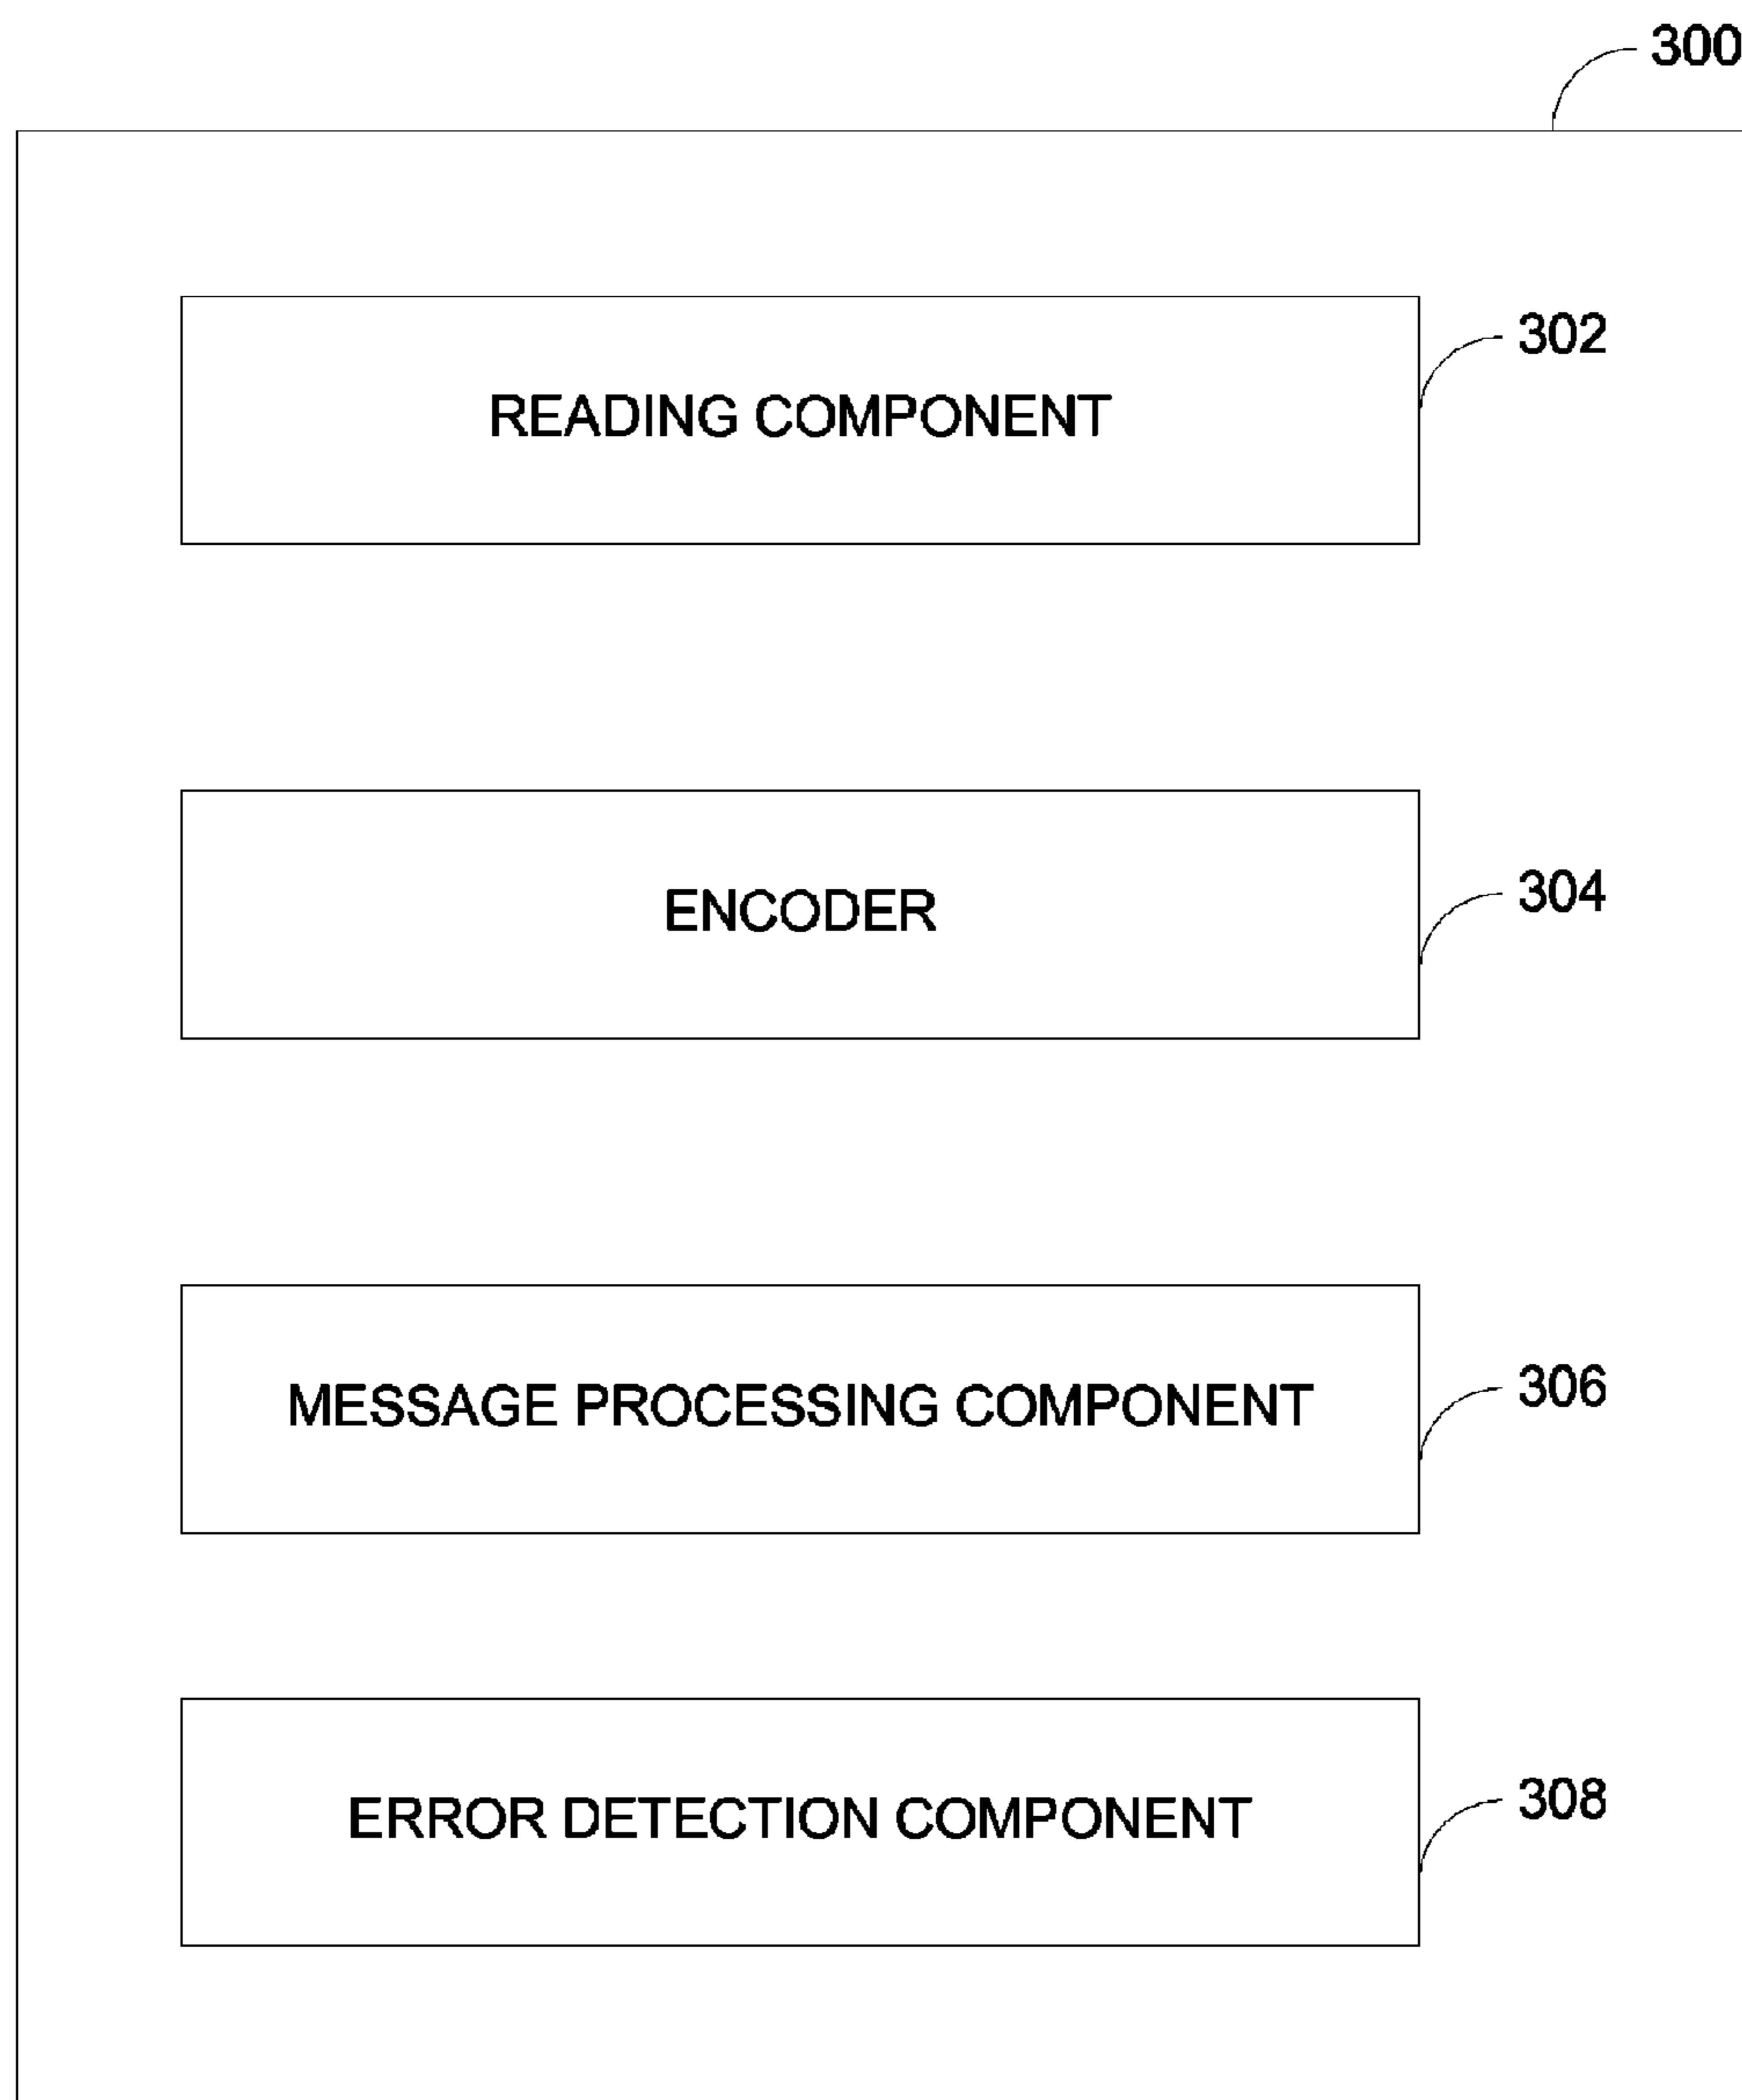 300
302
READING COMPONENT
304
ENCODER
306
MESSAGE PROCESSING COMPONENT
308
ERROR DETECTION COMPONENT